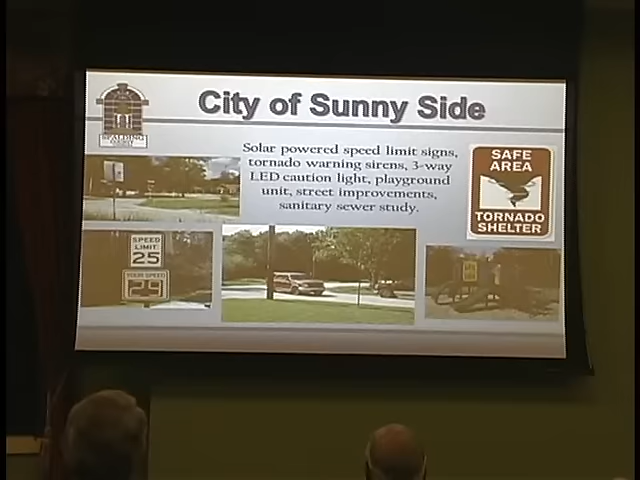 City of Sunny Side
SPALDING
Solar powered speed limit signs,
tornado warning sirens, 3-way
LED caution light, playground
unit, street improvements,
sanitary sewer study.
SAFE
AREA
TORNADO
SHELTER
SPEED
LIMIT
25
YOUR SPEED
29